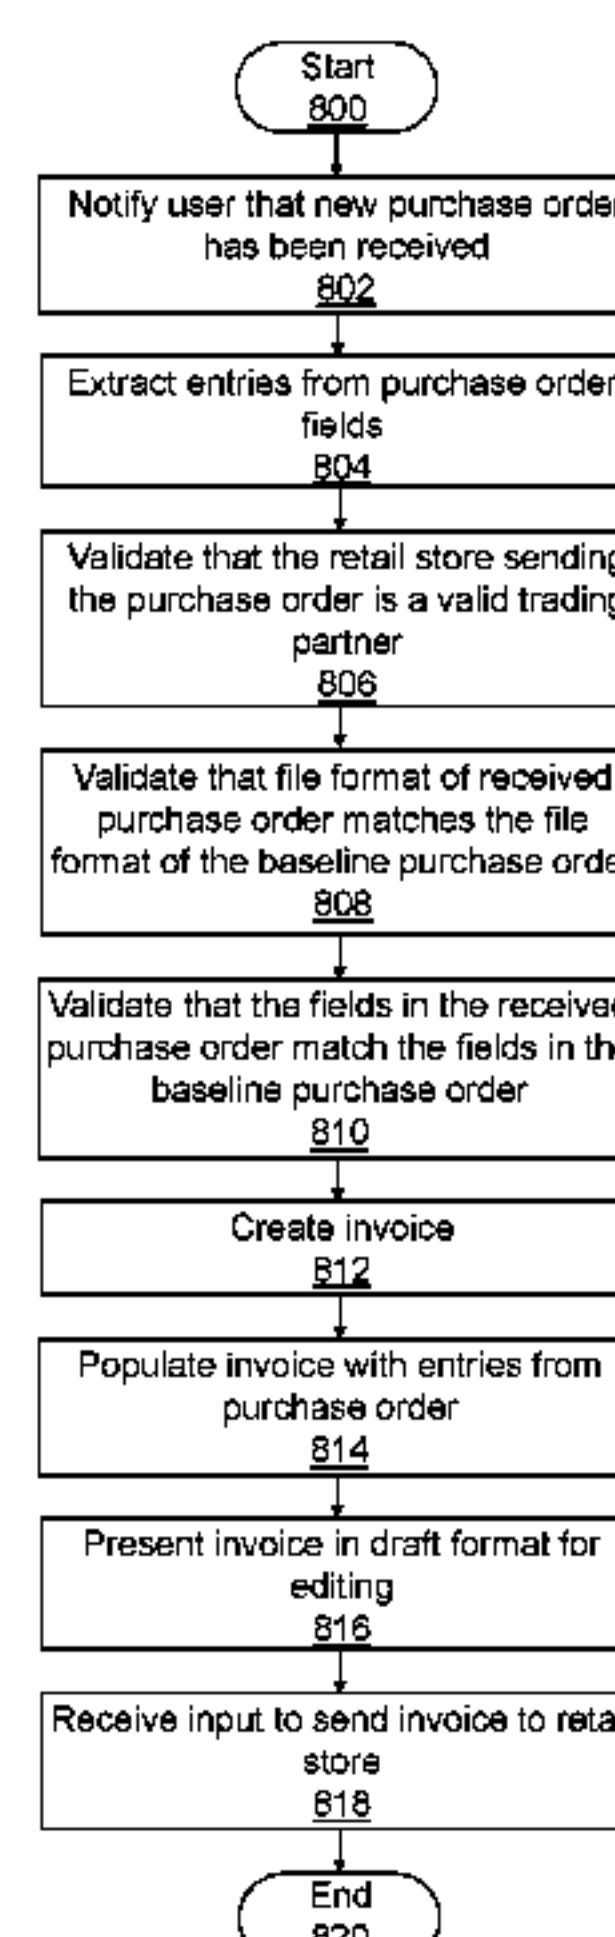 Start
800
Notify user that new purchase order
has been received
802
Extract entries from purchase order
fields
804
Validate that the retail store sending
the purchase order is a valid trading
partner
806
Validate that file format of received
purchase order matches the file
format of the baseline purchase orde
808
Validate that the fields in the received
purchase order match the fields in the
baseline purchase order
810
Create invoice
812
Populate invoice with entries from
purchase order
814
Present invoice in draft format for
editing
816
Receive input to send invoice to reta
store
818
End
820